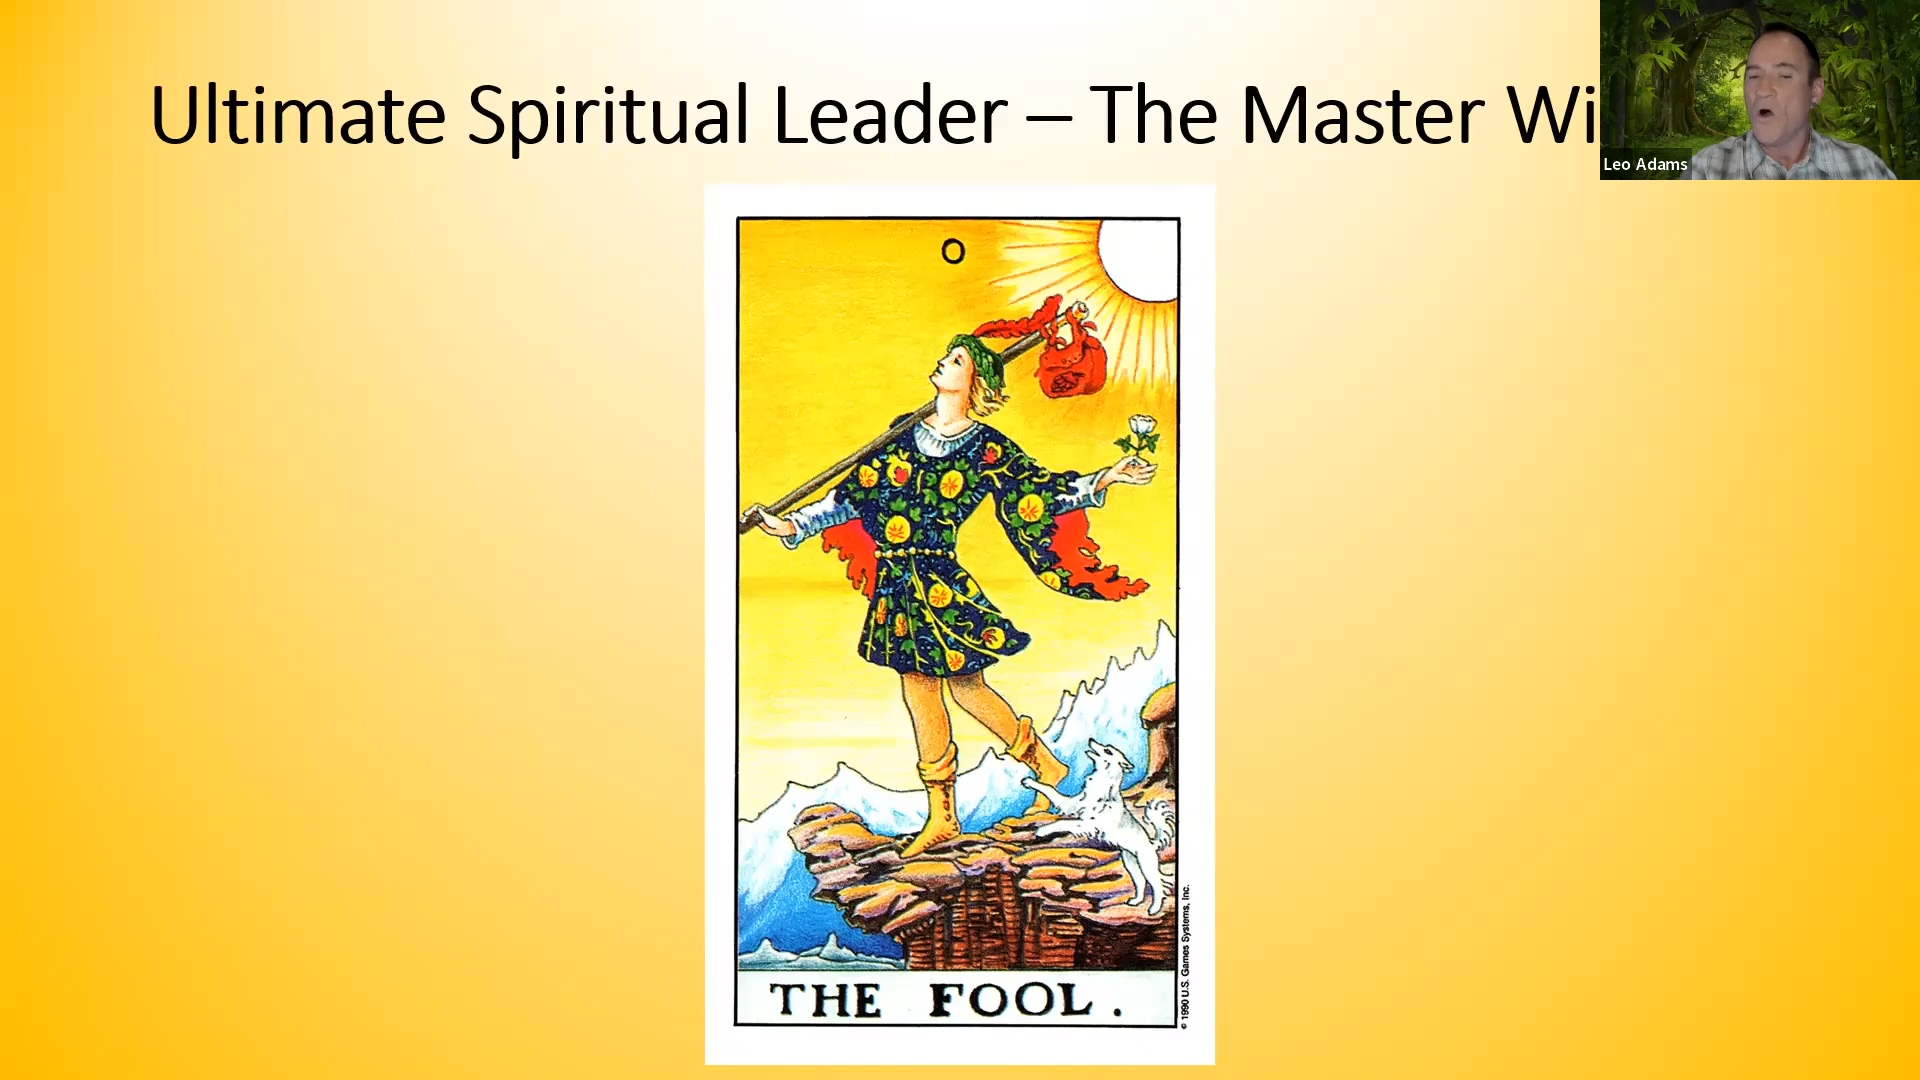 Ultimate Spiritual Leader – The Master Wi
Leo Adams
O
THE FOOL.
© 1990 U.S. Games Systems, Inc.